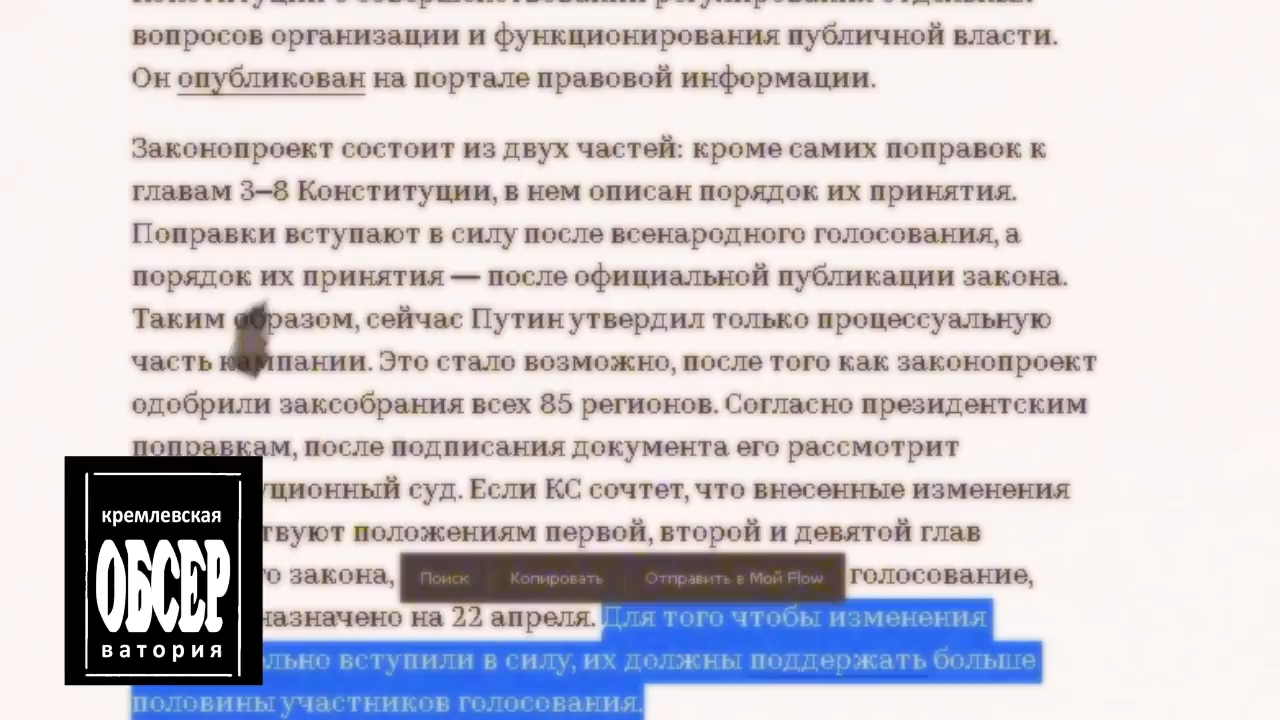 вопросов организации и функционирования публичной власти.
Он опубликован на портале правовой информации.
Законопроект состоит из двух частей: кроме самих поправок к
главам 3–8 Конституции, в нем описан порядок их принятия.
Поправки вступают в силу после всенародного голосования, а
порядок их принятия — после официальной публикации закона.
Таким образом, сейчас Путин утвердил только процессуальную
часть кампании. Это стало возможно, после того как законопроект
одобрили заксобрания всех 85 регионов. Согласно президентским
поправкам, после подписания документа его рассмотрит
уционный суд. Если КС сочтет, что внесенные изменения
твуют положениям первой, второй и девятой глав
о закона, Поиск Копировать Отправить в Мой Flow голосование,
назначено на 22 апреля. Для того чтобы изменения
льно вступили в силу, их должны поддержать больше
половины участников голосования.
кремлевская
ОБСЕР
ватория